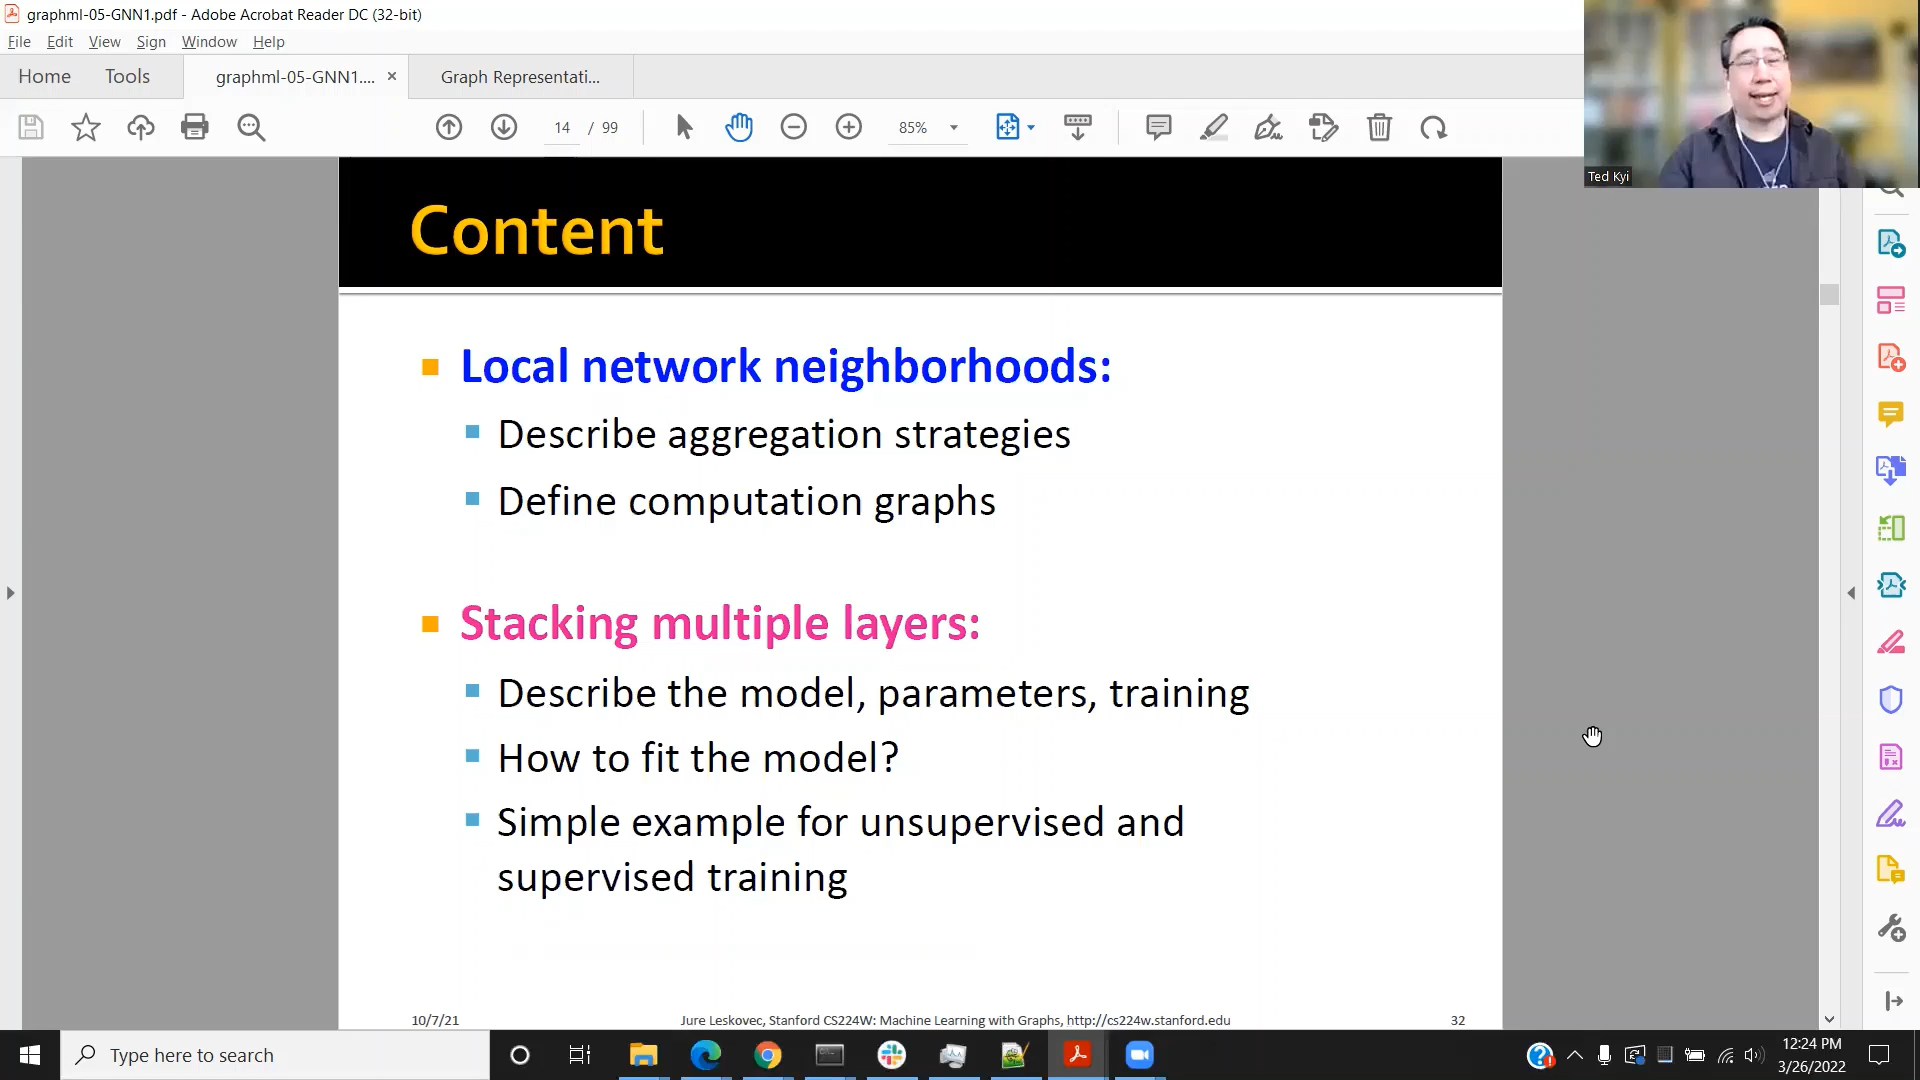 graphml-05-GNN1.pdf - Adobe Acrobat Reader DC (32-bit)
File Edit View Sign Window Help
Home Tools graphml-05-GNN1.... × Graph Representati...
14 / 99 85%
Ted Kyi
Content
Local network neighborhoods:
Describe aggregation strategies
Define computation graphs
Stacking multiple layers:
Describe the model, parameters, training
How to fit the model?
Simple example for unsupervised and
supervised training
10/7/21 Jure Leskovec, Stanford CS224W: Machine Learning with Graphs, http://cs224w.stanford.edu 32
Type here to search
12:24 PM
3/26/2022